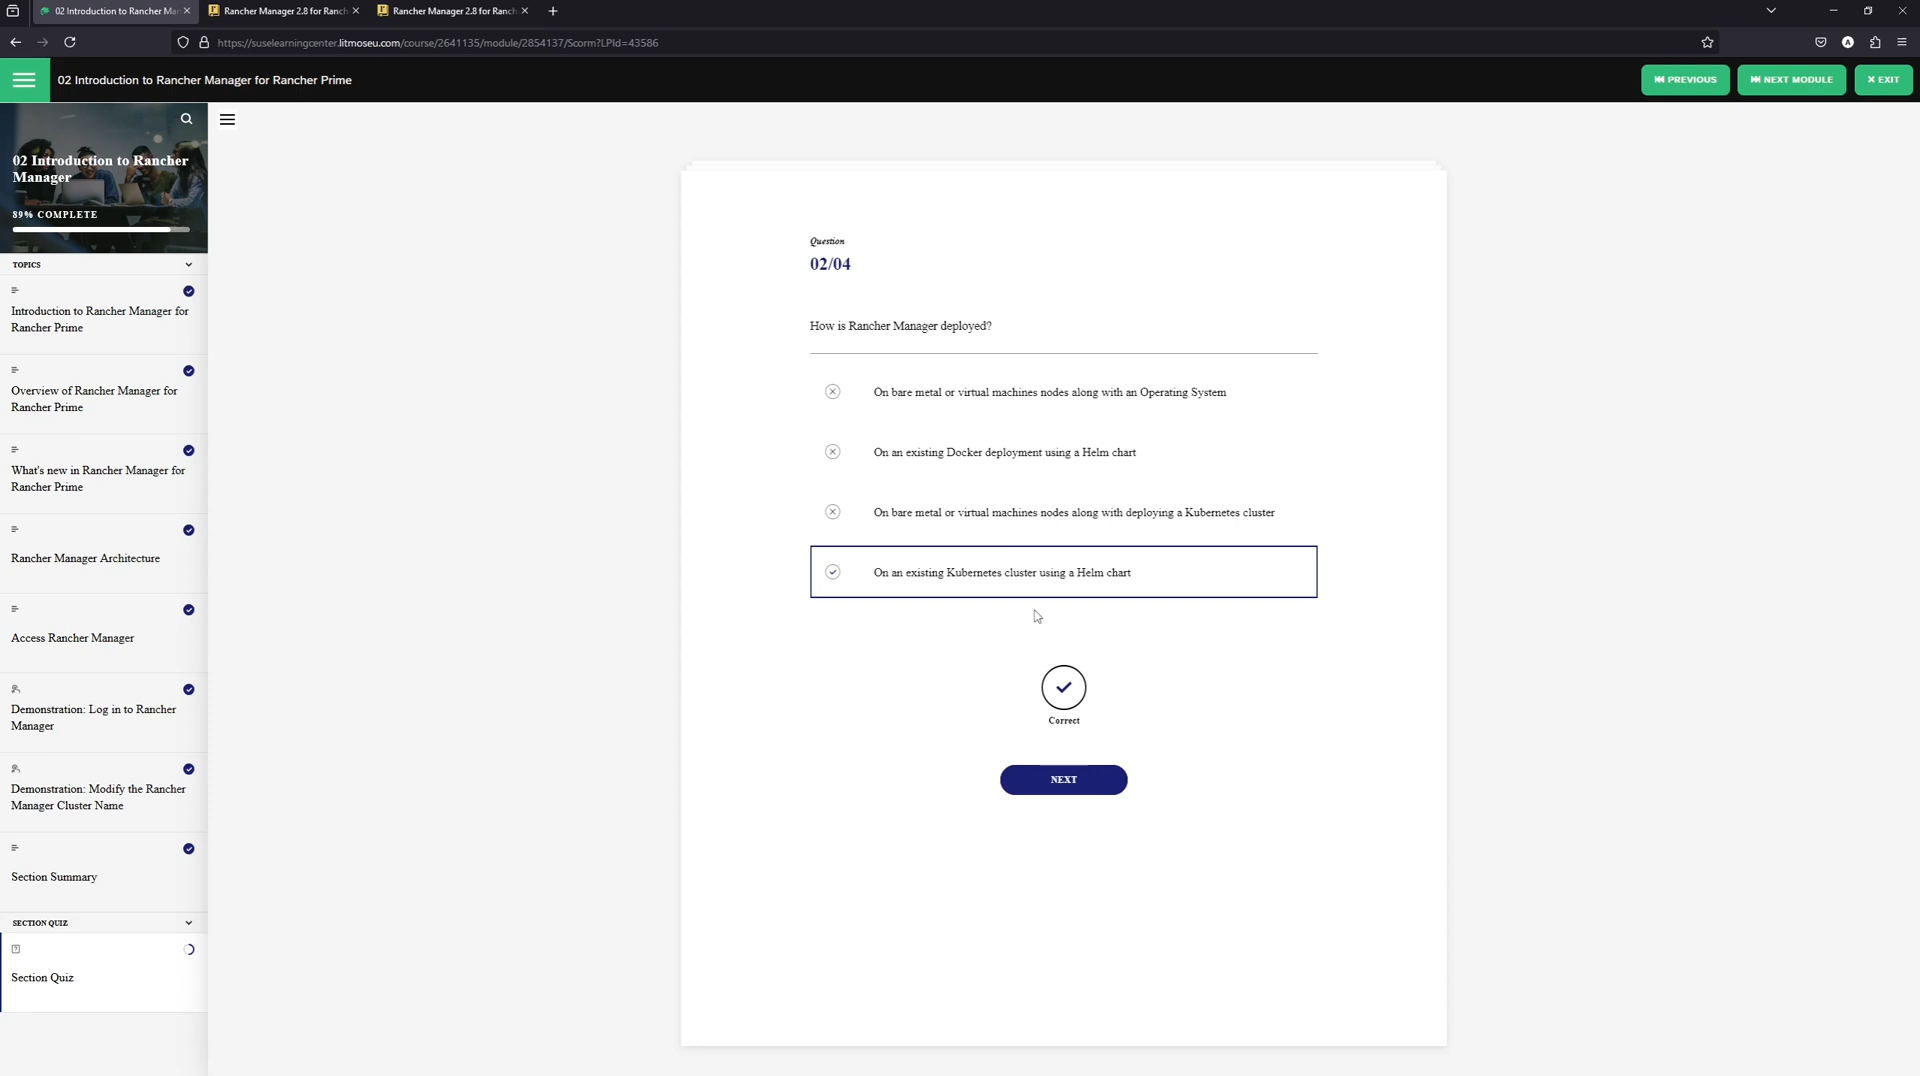 02 Introduction to Rancher Man
Rancher Manager 2.8 for Ranch
Rancher Manager 2.8 for Ranch
https://suselearningcenter.litmoseu.com/course/2641135/module/2854137/Scorm?LPId=43586
A
02 Introduction to Rancher Manager for Rancher Prime
PREVIOUS
NEXT MODULE
EXIT
02 Introduction to Rancher
Manager
89% COMPLETE
TOPICS
Introduction to Rancher Manager for
Rancher Prime
Overview of Rancher Manager for
Rancher Prime
What's new in Rancher Manager for
Rancher Prime
Rancher Manager Architecture
Access Rancher Manager
Demonstration: Log in to Rancher
Manager
Demonstration: Modify the Rancher
Manager Cluster Name
Section Summary
SECTION QUIZ
Section Quiz
Question
02/04
How is Rancher Manager deployed?
On bare metal or virtual machines nodes along with an Operating System
On an existing Docker deployment using a Helm chart
On bare metal or virtual machines nodes along with deploying a Kubernetes cluster
On an existing Kubernetes cluster using a Helm chart
Correct
NEXT